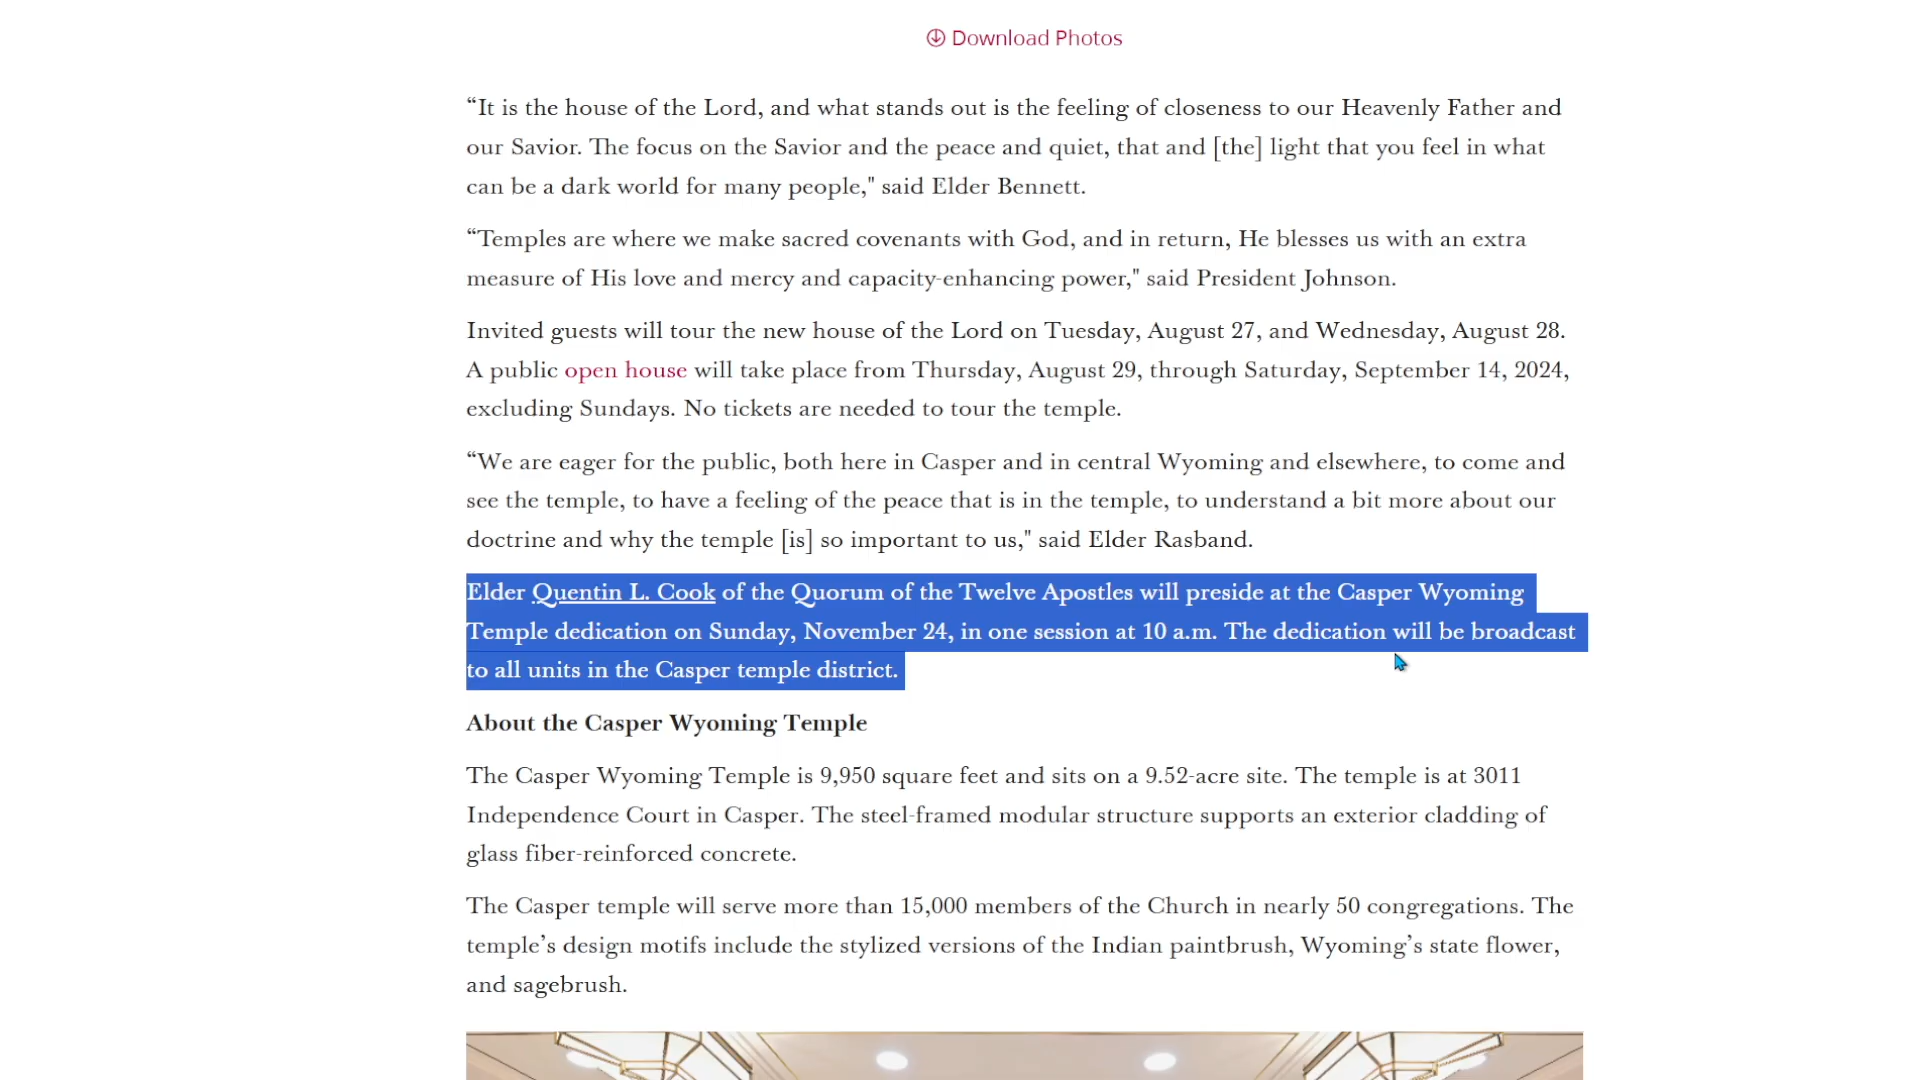 Download Photos
“It is the house of the Lord, and what stands out is the feeling of closeness to our Heavenly Father and
our Savior. The focus on the Savior and the peace and quiet, that and [the] light that you feel in what
can be a dark world for many people," said Elder Bennett.
“Temples are where we make sacred covenants with God, and in return, He blesses us with an extra
measure of His love and mercy and capacity-enhancing power," said President Johnson.
Invited guests will tour the new house of the Lord on Tuesday, August 27, and Wednesday, August 28.
A public open house will take place from Thursday, August 29, through Saturday, September 14, 2024,
excluding Sundays. No tickets are needed to tour the temple.
“We are eager for the public, both here in Casper and in central Wyoming and elsewhere, to come and
see the temple, to have a feeling of the peace that is in the temple, to understand a bit more about our
doctrine and why the temple [is] so important to us," said Elder Rasband.
Elder Quentin L. Cook of the Quorum of the Twelve Apostles will preside at the Casper Wyoming
Temple dedication on Sunday, November 24, in one session at 10 a.m. The dedication will be broadcast
to all units in the Casper temple district.
About the Casper Wyoming Temple
The Casper Wyoming Temple is 9,950 square feet and sits on a 9.52-acre site. The temple is at 3011
Independence Court in Casper. The steel-framed modular structure supports an exterior cladding of
glass fiber-reinforced concrete.
The Casper temple will serve more than 15,000 members of the Church in nearly 50 congregations. The
temple’s design motifs include the stylized versions of the Indian paintbrush, Wyoming’s state flower,
and sagebrush.